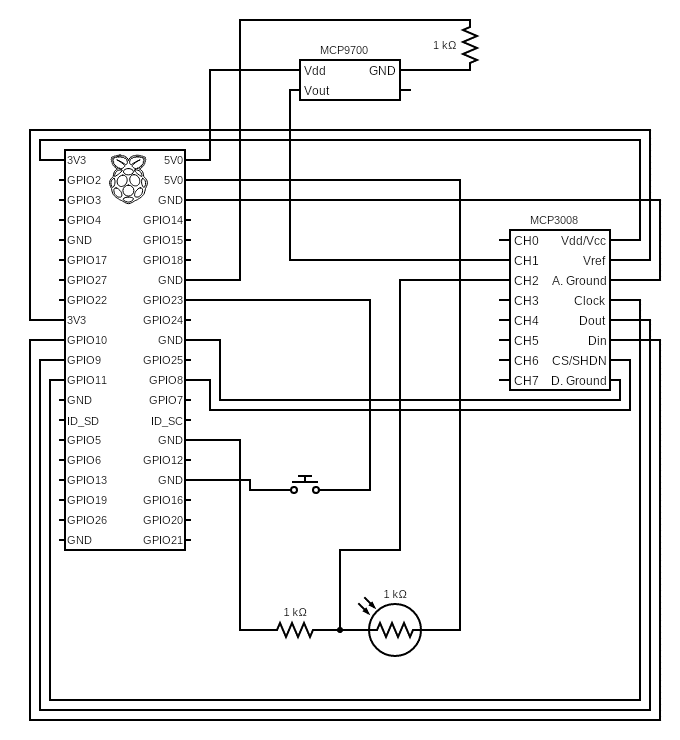 MCP9700
1 kΩ
Vdd GND
Vout
3V3 5V0
GPIO2 5V0
GPIO3 GND
GPIO4 GPIO14
GND GPIO15
GPIO17 GPIO18
GPIO27 GND
GPIO22 GPIO23
3V3 GPIO24
GPIO10 GND
GPIO9 GPIO25
GPIO11 GPIO8
GND GPIO7
ID_SD ID_SC
GPIO5 GND
GPIO6 GPIO12
GPIO13 GND
GPIO19 GPIO16
GPIO26 GPIO20
GND GPIO21
MCP3008
CH0 Vdd/Vcc
CH1 Vref
CH2 A. Ground
CH3 Clock
CH4 Dout
CH5 Din
CH6 CS/SHDN
CH7 D. Ground
1 kΩ
1 kΩ